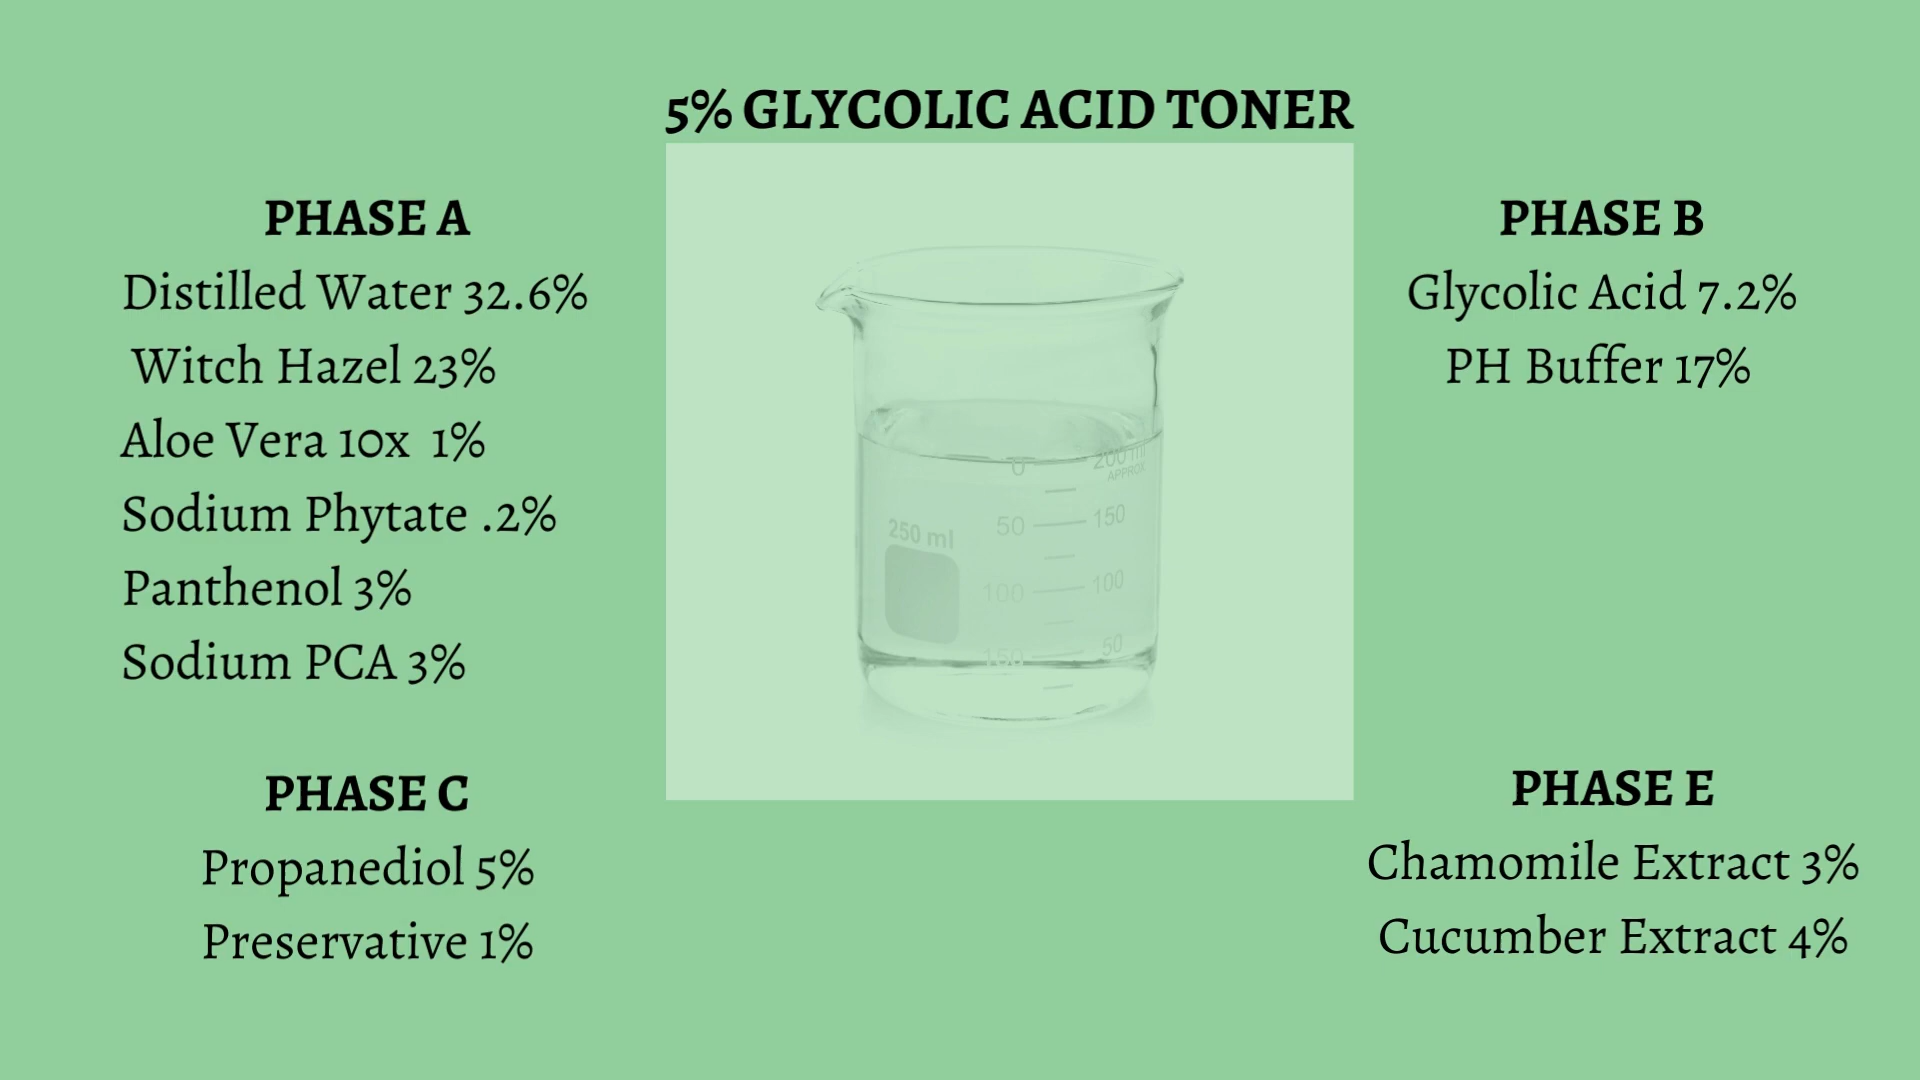 5% GLYCOLIC ACID TONER
PHASE A
Distilled Water 32.6%
Witch Hazel 23%
Aloe Vera 10x 1%
Sodium Phytate .2%
Panthenol 3%
Sodium PCA 3%
PHASE B
Glycolic Acid 7.2%
PH Buffer 17%
0 200 ml
APPROX
50 150
250 ml
100 100
150 50
PHASE C
Propanediol 5%
Preservative 1%
PHASE E
Chamomile Extract 3%
Cucumber Extract 4%